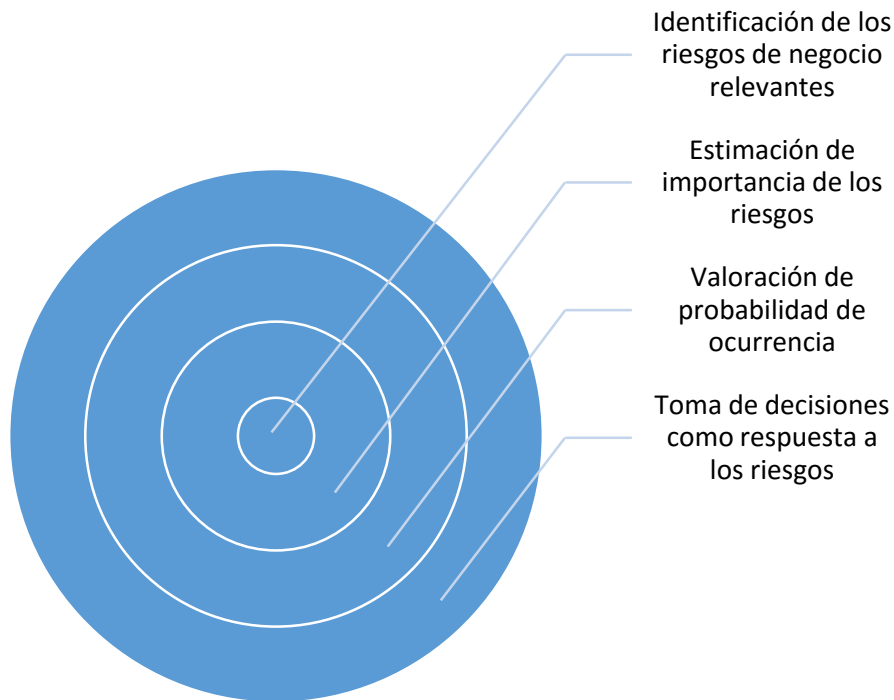 Identificación de los
riesgos de negocio
relevantes
Estimación de
importancia de los
riesgos
Valoración de
probabilidad de
ocurrencia
Toma de decisiones
como respuesta a
los riesgos